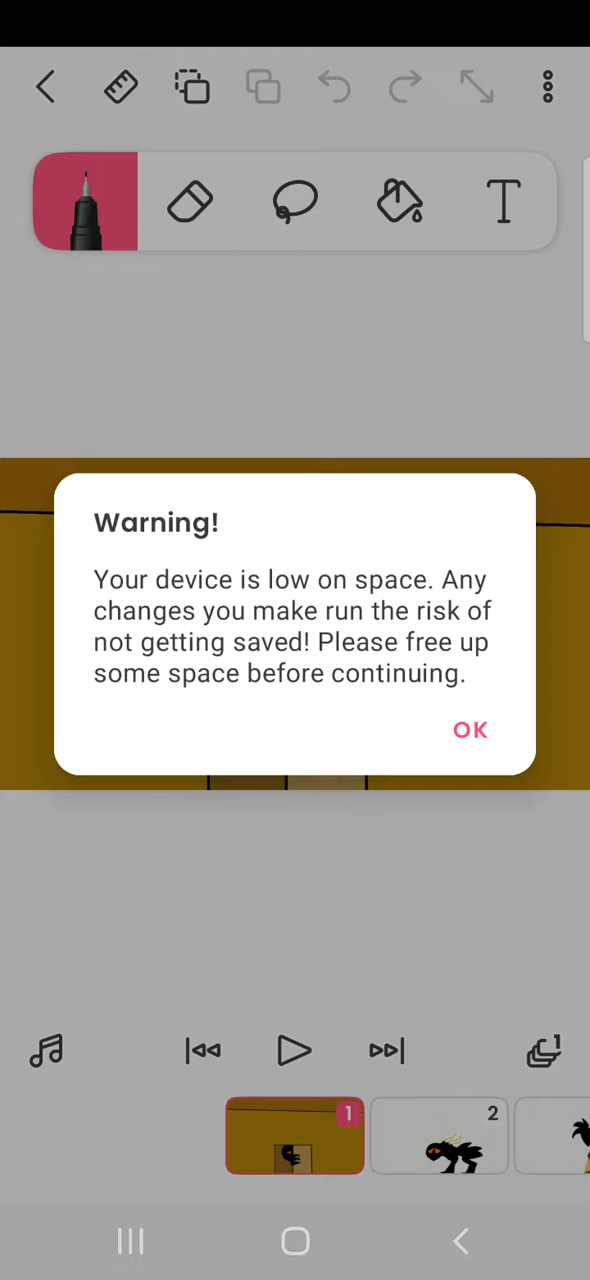 T
Warning!
Your device is low on space. Any
changes you make run the risk of
not getting saved! Please free up
some space before continuing.
OK
1
1
2